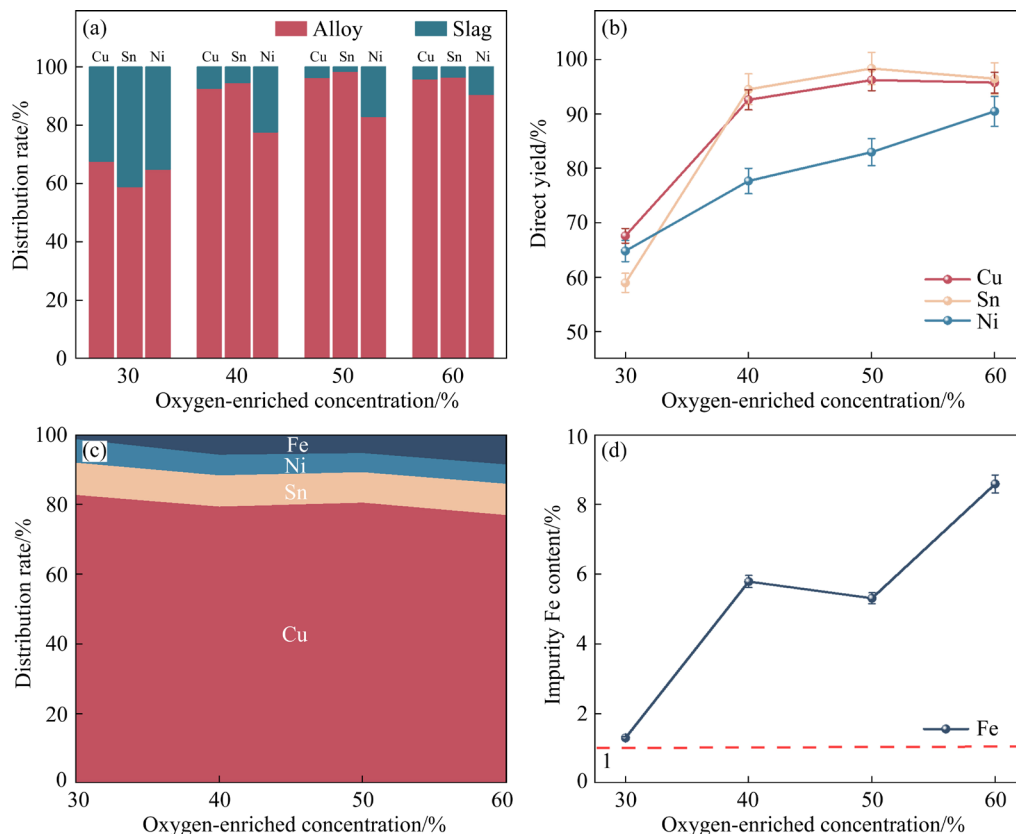 (a)
Alloy
Slag
Cu Sn Ni
Cu Sn Ni
Cu Sn Ni
Cu Sn Ni
100
80
60
40
20
0
Distribution rate/%
30 40 50 60
Oxygen-enriched concentration/%
(b)
100
90
80
70
60
50
Direct yield/%
Cu
Sn
Ni
30 40 50 60
Oxygen-enriched concentration/%
(c)
100
80
60
40
20
0
Distribution rate/%
Fe
Ni
Sn
Cu
30 40 50 60
Oxygen-enriched concentration/%
(d)
10
8
6
4
2
0
Impurity Fe content/%
Fe
1
30 40 50 60
Oxygen-enriched concentration/%